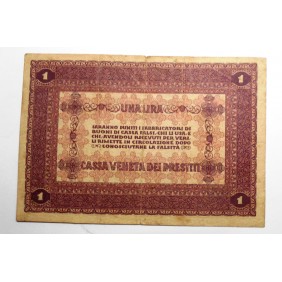 1 1
UNA LIRA
SARANNO PUNITI I FABBRICATORI DI
BUONI DI CASSA FALSI, CHI LI USA E
CHI AVENDOLI RICEVUTI PER VERI,
LI RIMETTE IN CIRCOLAZIONE DOPO
CONOSCIUTANE LA FALSITÀ
CASSA VENETA DEI PRESTITI
1 1